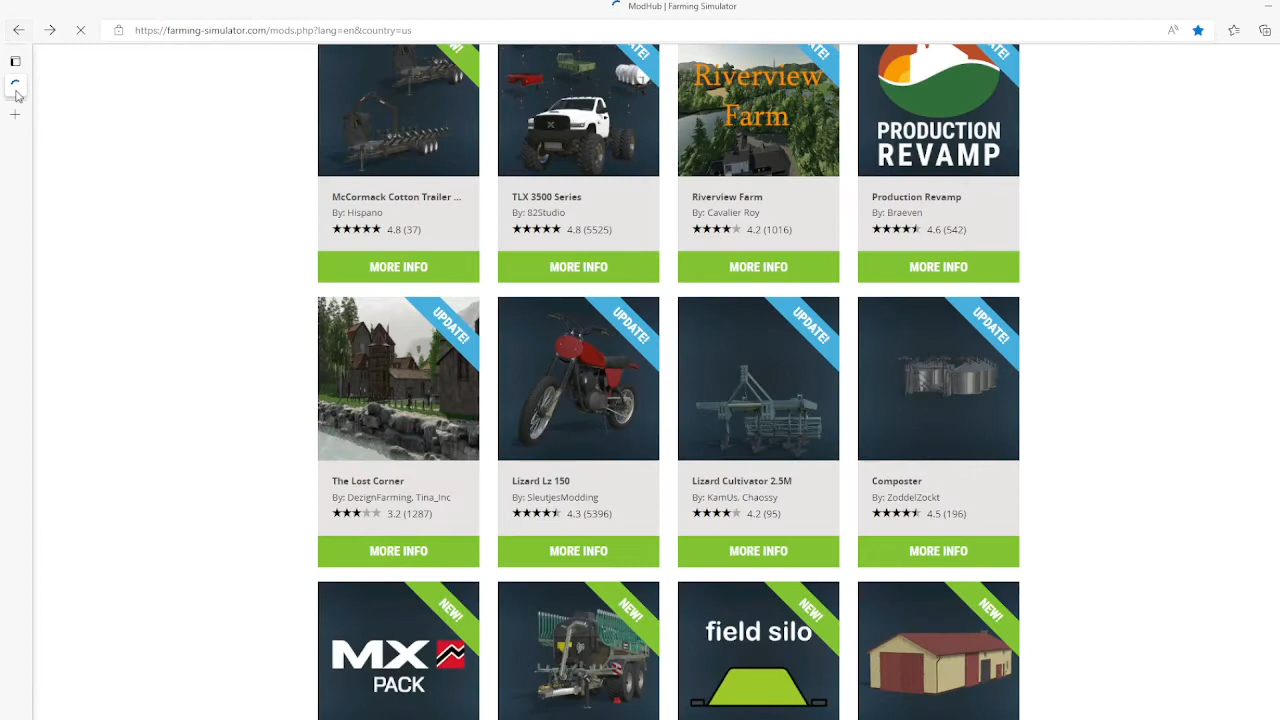 ModHub | Farming Simulator
https://farming-simulator.com/mods.php?lang=en&country=us
Riverview
Farm
PRODUCTION
REVAMP
McCormack Cotton Trailer ...
By: Hispano
4.8 (37)
MORE INFO
TLX 3500 Series
By: 82Studio
4.8 (5525)
MORE INFO
Riverview Farm
By: Cavalier Roy
4.2 (1016)
MORE INFO
Production Revamp
By: Braeven
4.6 (542)
MORE INFO
UPDATE!
The Lost Corner
By: DezignFarming, Tina_Inc
3.2 (1287)
MORE INFO
UPDATE!
Lizard Lz 150
By: SleutjesModding
4.3 (5396)
MORE INFO
UPDATE!
Lizard Cultivator 2.5M
By: KamUs, Chaossy
4.2 (95)
MORE INFO
UPDATE!
Composter
By: ZoddelZockt
4.5 (196)
MORE INFO
NEW!
MX
PACK
NEW!
NEW!
field silo
NEW!